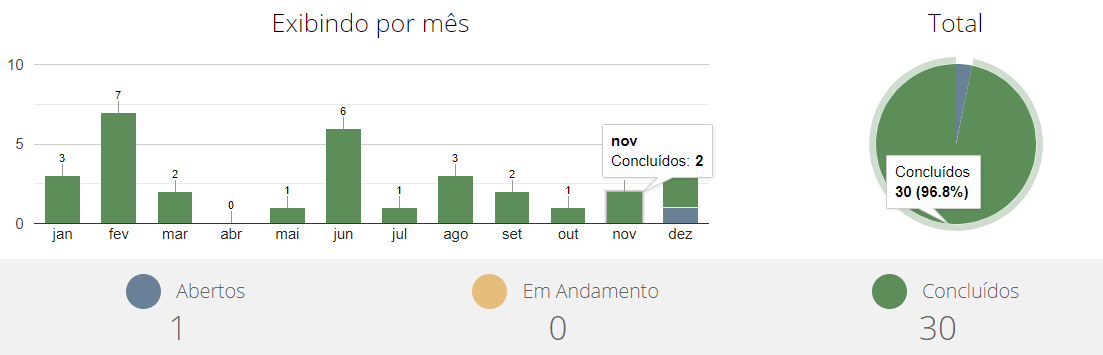 Exibindo por mês
10
5
0
3
7
2
0
1
6
1
3
2
1
nov
Concluídos: 2
jan fev mar abr mai jun jul ago set out nov dez
Total
Concluídos
30 (96.8%)
Abertos
1
Em Andamento
0
Concluídos
30